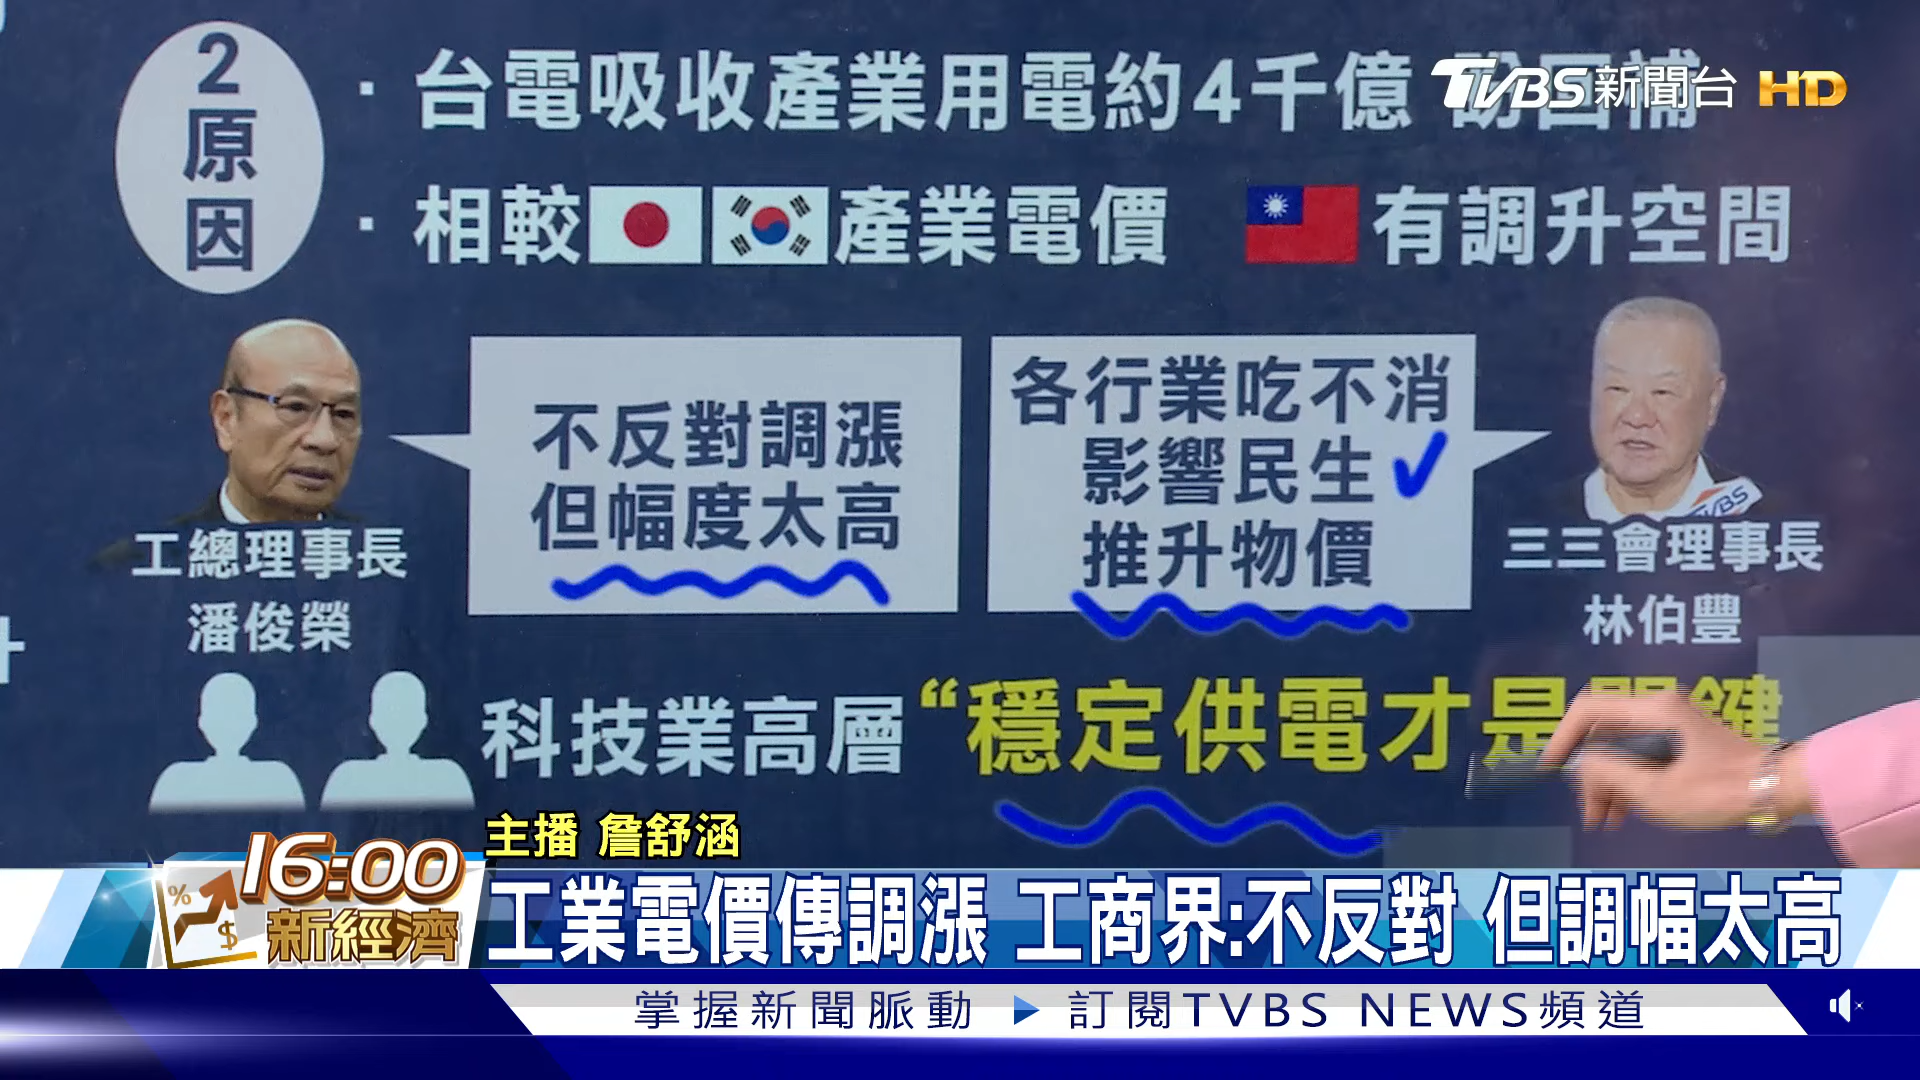 2原因
·台電吸收產業用電約4千億 回補
TVBS新聞台 HD
·相較 產業電價 有調升空間
不反對調漲
但幅度太高
各行業吃不消
影響民生
推升物價
TVBS
工總理事長
潘俊榮
三三會理事長
林伯豐
科技業高層 “穩定供電才是關鍵
主播 詹舒涵
16:00
% $
新經濟
工業電價傳調漲 工商界:不反對 但調幅太高
掌握新聞脈動 ▶ 訂閱TVBS NEWS頻道